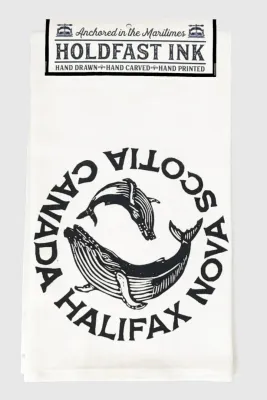 Anchored in the Maritimes
HOLDFAST INK
HAND DRAWN HAND CARVED HAND PRINTED
HALIFAX NOVA SCOTIA CANADA